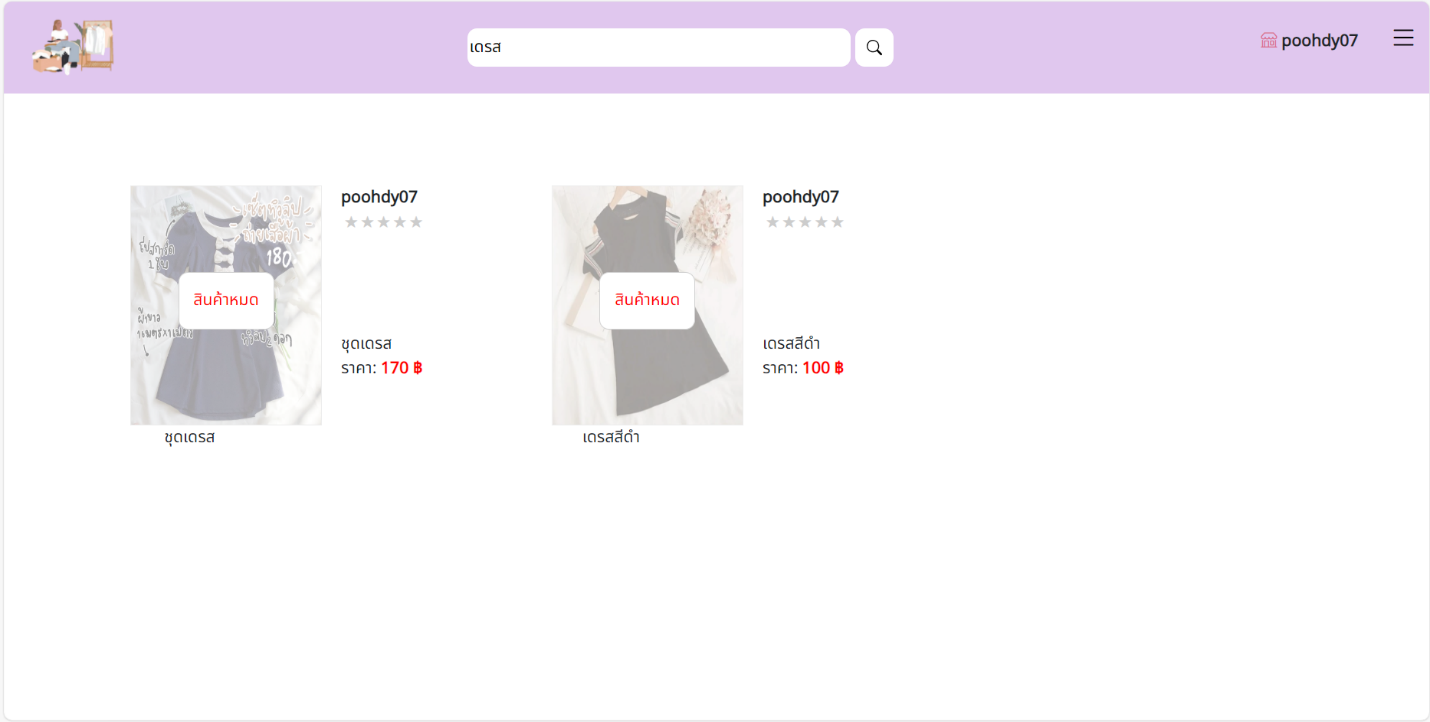 เดรส
poohdy07
poohdy07
180.-
สินค้าหมด
ชุดเดรส
ราคา: 170 ฿
ชุดเดรส
poohdy07
สินค้าหมด
เดรสสีดำ
ราคา: 100 ฿
เดรสสีดำ